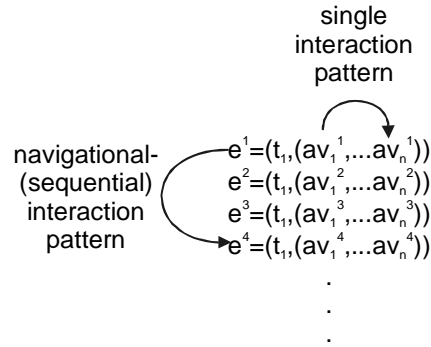 single
interaction
pattern
navigational-
(sequential)
interaction
pattern
e¹=(t₁,(av₁¹,...avₙ¹))
e²=(t₁,(av₁²,...avₙ²))
e³=(t₁,(av₁³,...avₙ³))
e⁴=(t₁,(av₁⁴,...avₙ⁴))
.
.
.